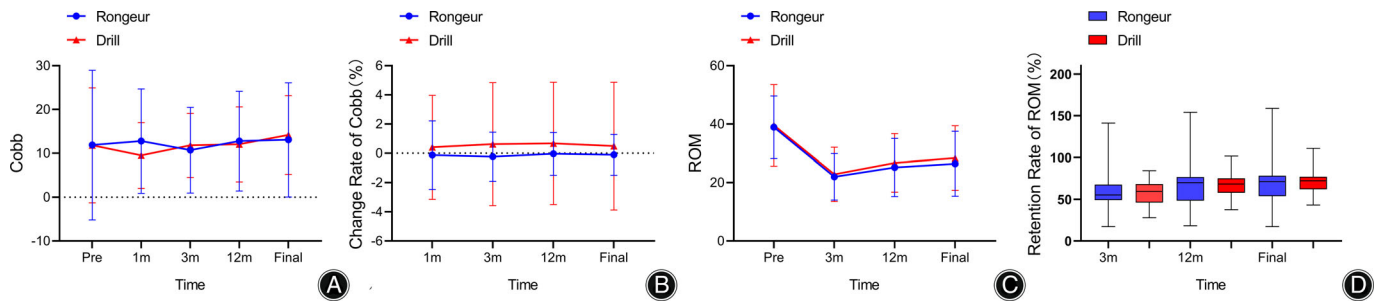 Rongeur
Drill
Cobb
30
20
10
0
-10
Pre
1m
3m
12m
Final
Time
A
Rongeur
Drill
Change Rate of Cobb(%)
6
4
2
0
-2
-4
-6
1m
3m
12m
Final
Time
B
Rongeur
Drill
ROM
60
40
20
0
Pre
3m
12m
Final
Time
C
Rongeur
Drill
Retention Rate of ROM(%)
200
150
100
50
0
3m
12m
Final
Time
D